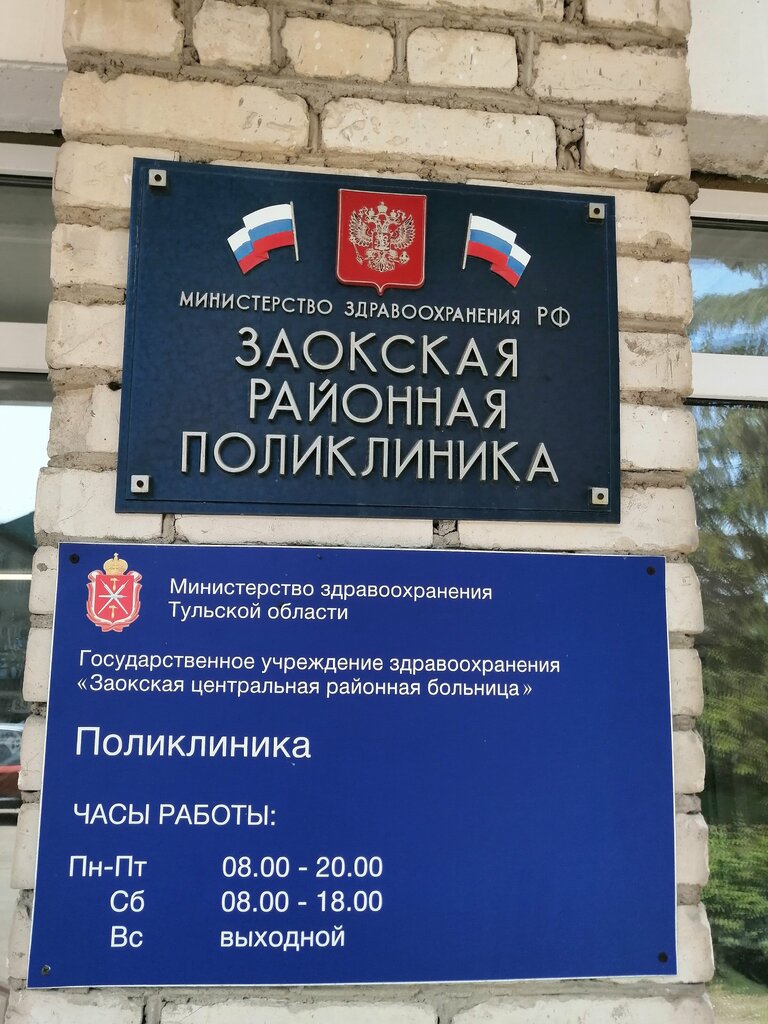 МИНИСТЕРСТВО ЗДРАВООХРАНЕНИЯ РФ
ЗАОКСКАЯ
РАЙОННАЯ
ПОЛИКЛИНИКА
Министерство здравоохранения
Тульской области
Государственное учреждение здравоохранения
«Заокская центральная районная больница»
Поликлиника
ЧАСЫ РАБОТЫ:
Пн-Пт 08.00 - 20.00
Сб 08.00 - 18.00
Вс выходной